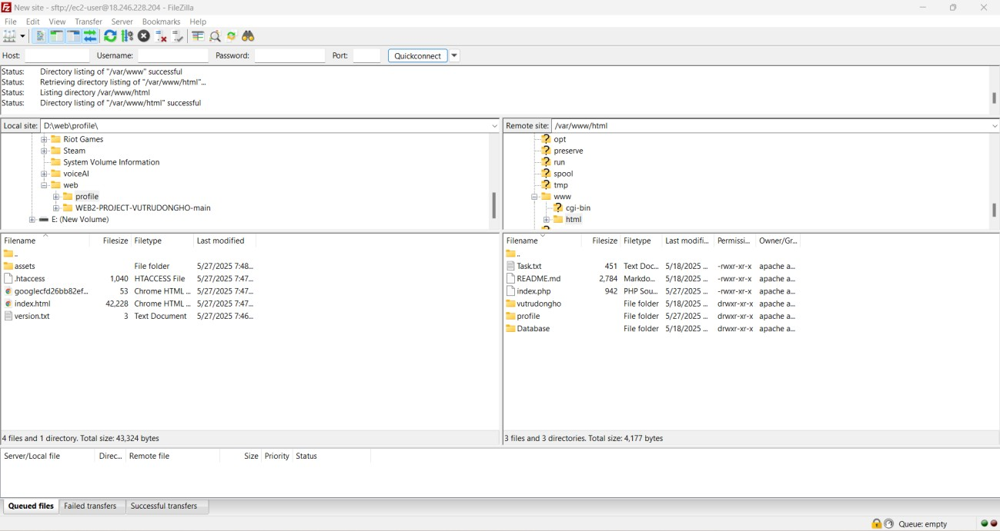 New site - sftp://ec2-user@18.246.228.204 - FileZilla
File Edit View Transfer Server Bookmarks Help
Host: Username: Password: Port: Quickconnect
Status: Directory listing of "/var/www" successful
Status: Retrieving directory listing of "/var/www/html"...
Status: Listing directory /var/www/html
Status: Directory listing of "/var/www/html" successful
Local site: D:\web\profile\
Riot Games
Steam
System Volume Information
voiceAI
web
profile
WEB2-PROJECT-VUTRUDONGHO-main
E: (New Volume)
Remote site: /var/www/html
opt
preserve
run
spool
tmp
www
cgi-bin
html
Filename Filesize Filetype Last modified
..
assets File folder 5/27/2025 7:48...
.htaccess 1,040 HTACCESS File 5/27/2025 7:47...
googlecfd26bb82ef... 53 Chrome HTML ... 5/27/2025 7:47...
index.html 42,228 Chrome HTML ... 5/27/2025 7:47...
version.txt 3 Text Document 5/27/2025 7:46...
4 files and 1 directory. Total size: 43,324 bytes
Filename Filesize Filetype Last modifi... Permissi... Owner/Gr...
..
Task.txt 451 Text Doc... 5/18/2025 ... -rwxr-xr-x apache a...
README.md 2,784 Markdo... 5/18/2025 ... -rwxr-xr-x apache a...
index.php 942 PHP Sou... 5/27/2025 ... -rwxr-xr-x apache a...
vutrudongho File folder 5/18/2025 ... drwxr-xr-x apache a...
profile File folder 5/27/2025 ... drwxr-xr-x apache a...
Database File folder 5/18/2025 ... drwxr-xr-x apache a...
3 files and 3 directories. Total size: 4,177 bytes
Server/Local file Direc... Remote file Size Priority Status
Queued files Failed transfers Successful transfers
Queue: empty